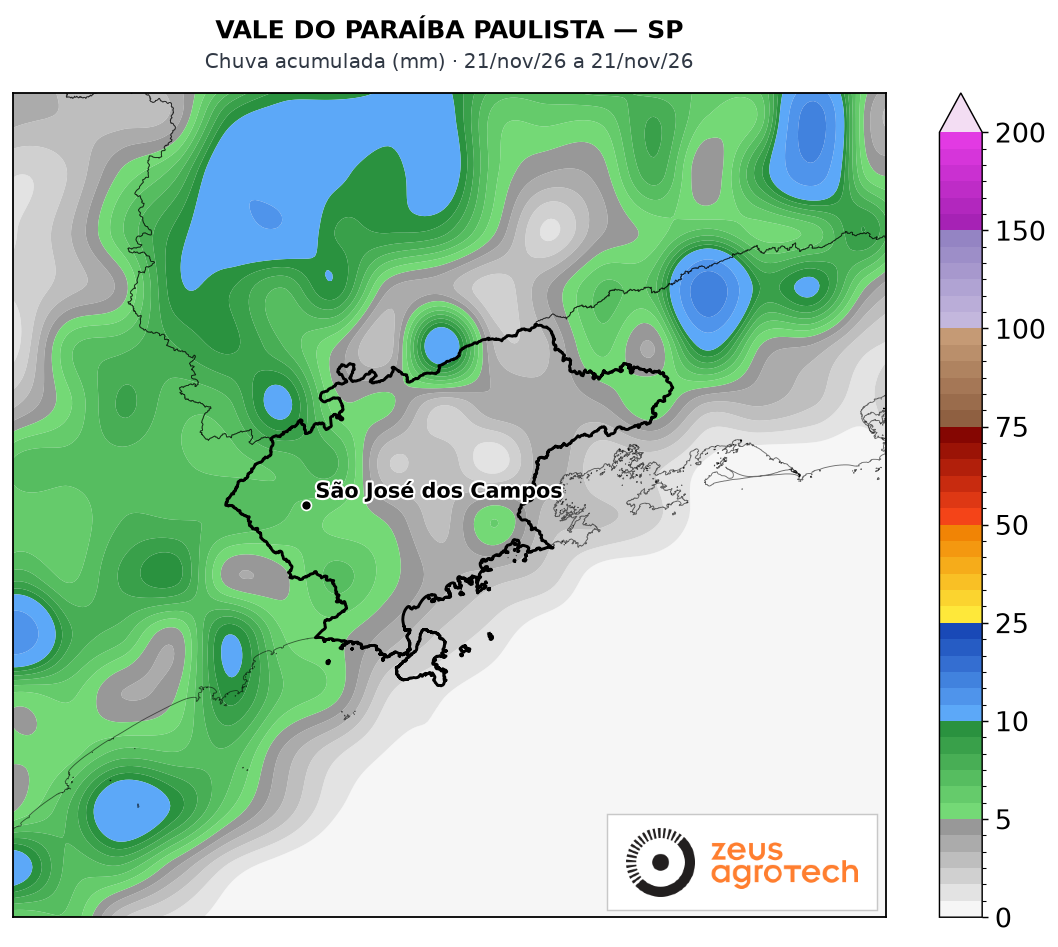 VALE DO PARAÍBA PAULISTA — SP
Chuva acumulada (mm) · 21/nov/26 a 21/nov/26
200
150
100
75
50
25
10
5
0
São José dos Campos
zeus
agrotech